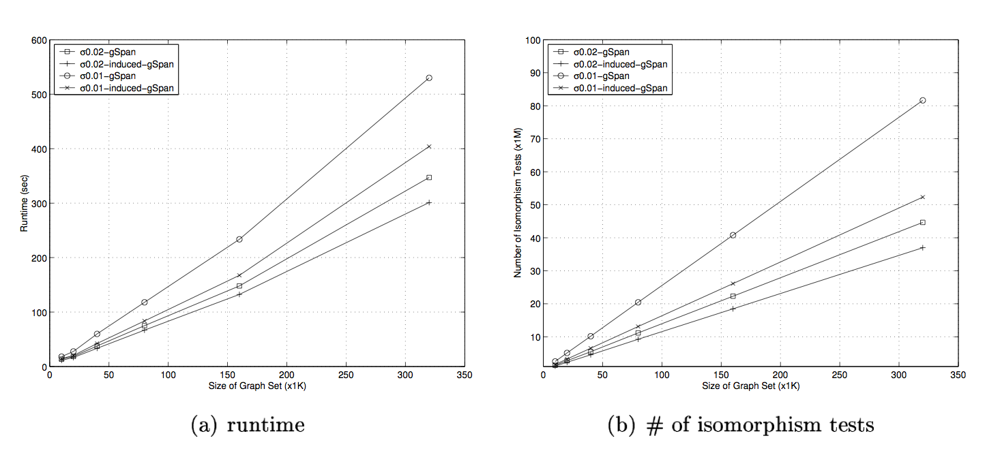 600
500
400
300
200
100
0
Runtime (sec)
σ0.02−gSpan
σ0.02−induced−gSpan
σ0.01−gSpan
σ0.01−induced−gSpan
0 50 100 150 200 250 300 350
Size of Graph Set (x1K)
(a) runtime
100
90
80
70
60
50
40
30
20
10
Number of Isomorphism Tests (x1M)
σ0.02−gSpan
σ0.02−induced−gSpan
σ0.01−gSpan
σ0.01−induced−gSpan
0 50 100 150 200 250 300 350
Size of Graph Set (x1K)
(b) # of isomorphism tests